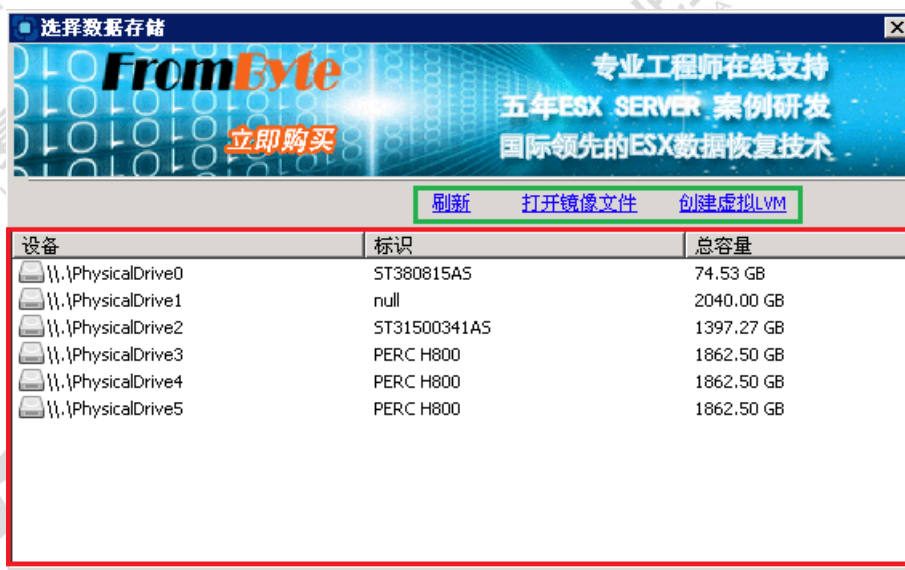 选择数据存储
FromByte
立即购买
专业工程师在线支持
五年ESX SERVER 案例研发
国际领先的ESX数据恢复技术
刷新 打开镜像文件 创建虚拟LVM
设备 标识 总容量
\\.\PhysicalDrive0 ST380815AS 74.53 GB
\\.\PhysicalDrive1 null 2040.00 GB
\\.\PhysicalDrive2 ST31500341AS 1397.27 GB
\\.\PhysicalDrive3 PERC H800 1862.50 GB
\\.\PhysicalDrive4 PERC H800 1862.50 GB
\\.\PhysicalDrive5 PERC H800 1862.50 GB